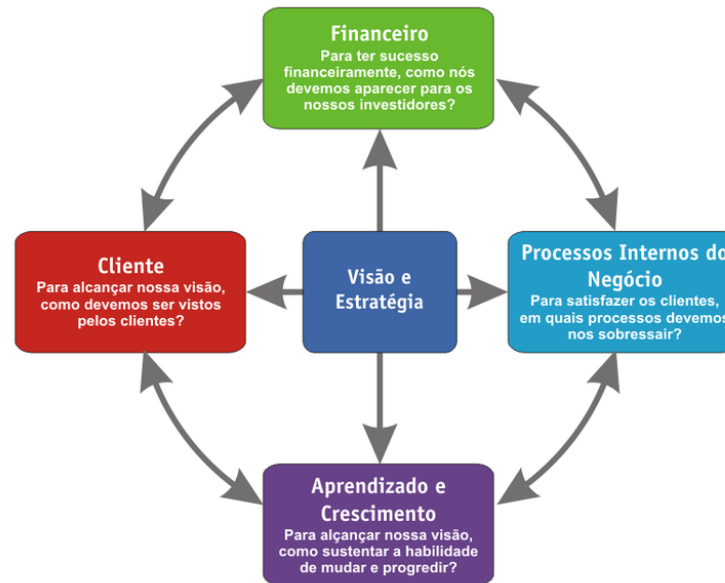 Financeiro
Para ter sucesso
financeiramente, como nós
devemos aparecer para os
nossos investidores?
Cliente
Para alcançar nossa visão,
como devemos ser vistos
pelos clientes?
Visão e
Estratégia
Processos Internos do
Negócio
Para satisfazer os clientes,
em quais processos devemos
nos sobressair?
Aprendizado e
Crescimento
Para alçançar nossa visão,
como sustentar a habilidade
de mudar e progredir?